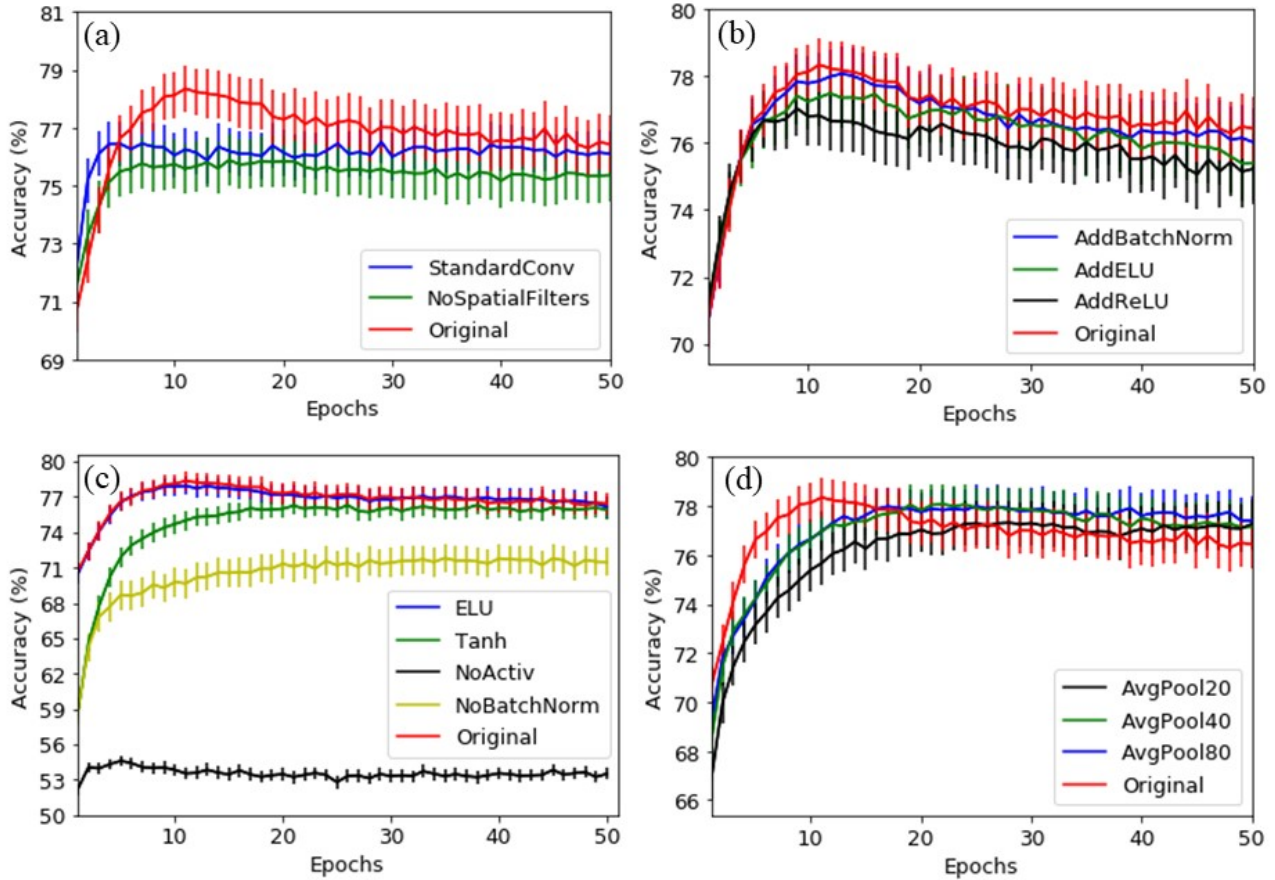 (a)
Accuracy (%)
81
79
77
75
73
71
69
10
20
30
40
50
Epochs
StandardConv
NoSpatialFilters
Original
(b)
Accuracy (%)
80
78
76
74
72
70
10
20
30
40
50
Epochs
AddBatchNorm
AddELU
AddReLU
Original
(c)
Accuracy (%)
80
77
74
71
68
65
62
59
56
53
50
10
20
30
40
50
Epochs
ELU
Tanh
NoActiv
NoBatchNorm
Original
(d)
Accuracy (%)
80
78
76
74
72
70
68
66
10
20
30
40
50
Epochs
AvgPool20
AvgPool40
AvgPool80
Original